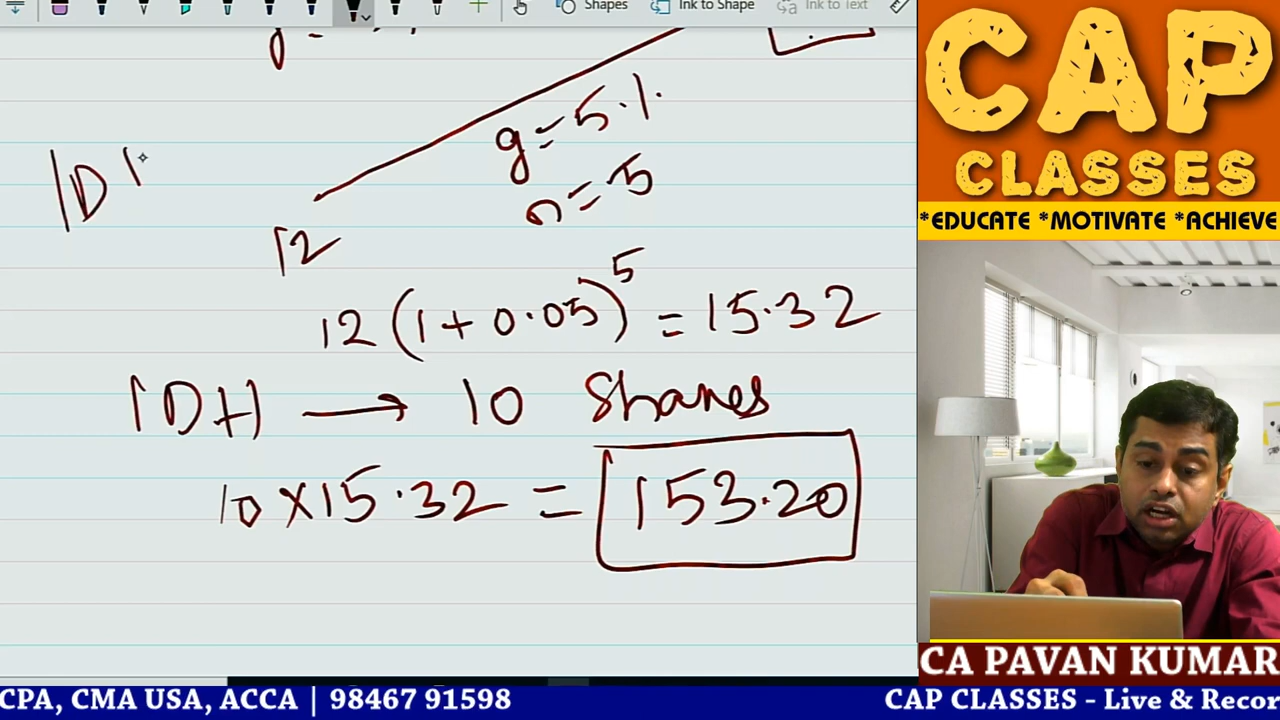 Shapes Ink to Shape Ink to Text
g = 5%
n = 5
12
12 (1 + 0.05)^5 = 15.32
1 DH → 10 Shares
10 × 15.32 = 153.20
CAP
CLASSES
*EDUCATE *MOTIVATE *ACHIEVE
CA PAVAN KUMAR
CPA, CMA USA, ACCA | 98467 91598
CAP CLASSES - Live & Recor